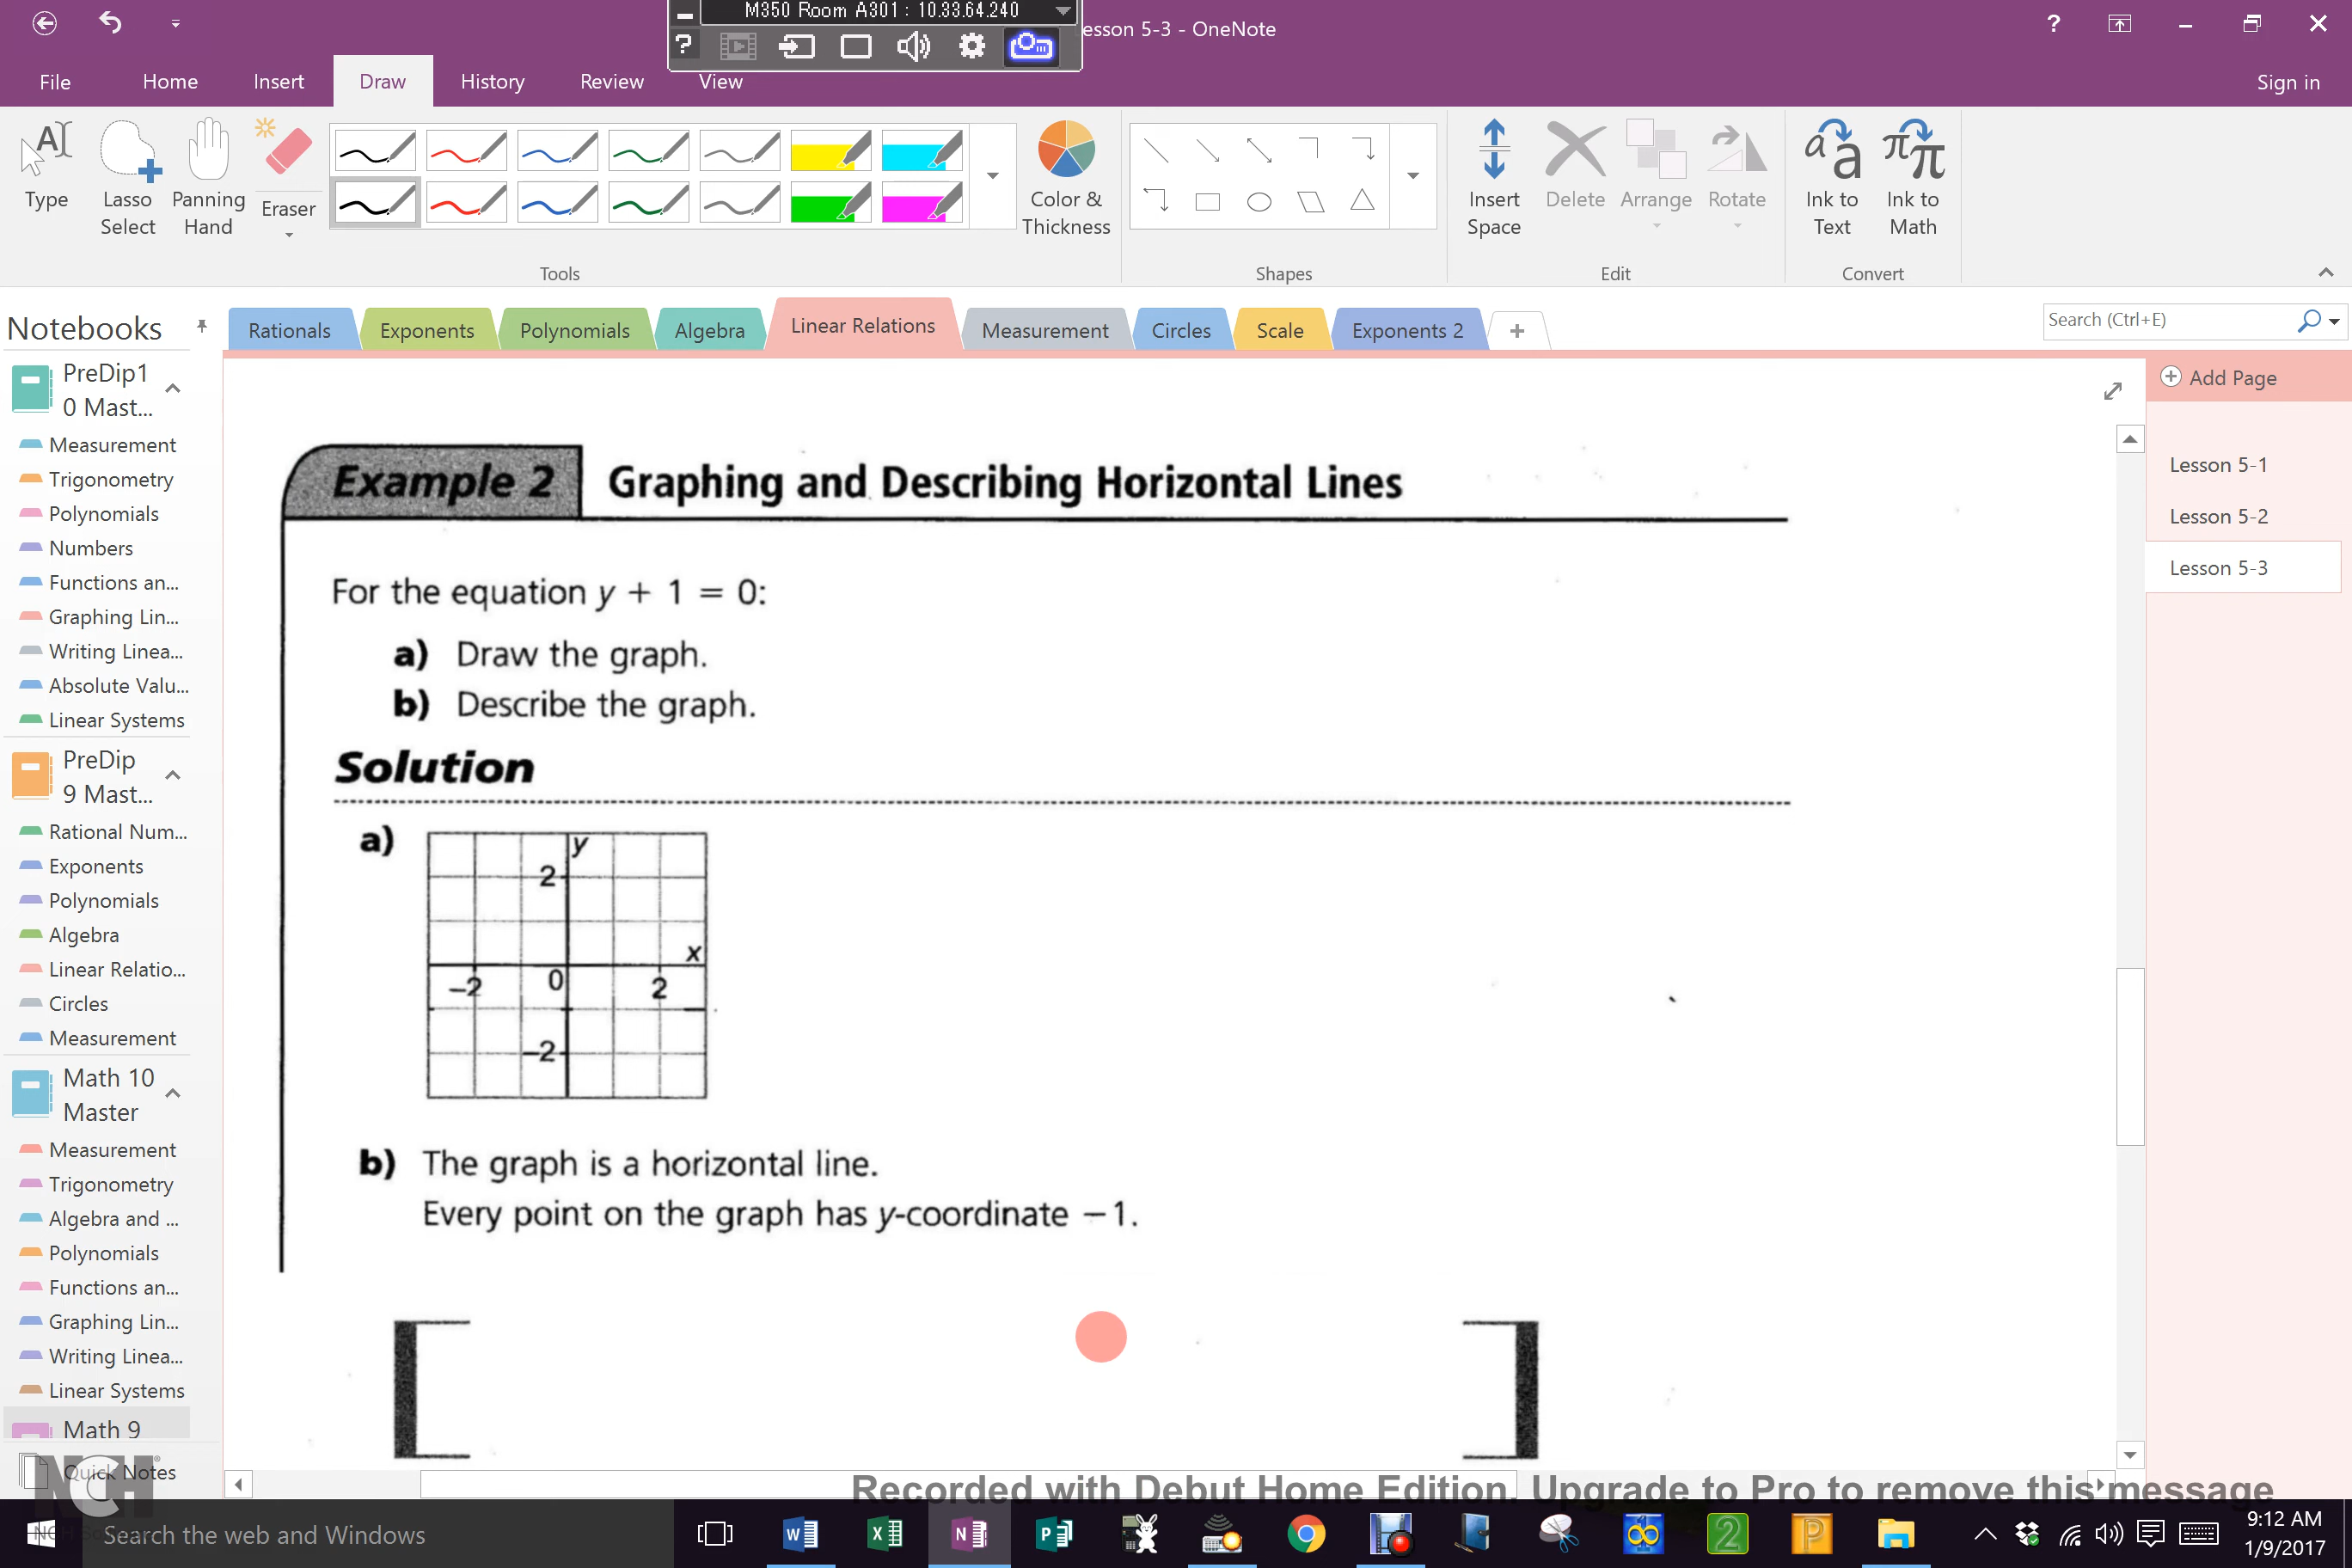 M350 Room A301 : 10.33.64.240
esson 5-3 - OneNote
?
File Home Insert Draw History Review View Sign in
Type
Lasso Select
Panning Hand
Eraser
Color & Thickness
Insert Space
Delete
Arrange
Rotate
Ink to Text
Ink to Math
Tools Shapes Edit Convert
Notebooks
Rationals Exponents Polynomials Algebra Linear Relations Measurement Circles Scale Exponents 2 +
Search (Ctrl+E)
PreDip1
0 Mast...
Measurement
Trigonometry
Polynomials
Numbers
Functions an...
Graphing Lin...
Writing Linea...
Absolute Valu...
Linear Systems
PreDip
9 Mast...
Rational Num...
Exponents
Polynomials
Algebra
Linear Relatio...
Circles
Measurement
Math 10
Master
Measurement
Trigonometry
Algebra and ...
Polynomials
Functions an...
Graphing Lin...
Writing Linea...
Linear Systems
Math 9
Quick Notes
Example 2 Graphing and Describing Horizontal Lines
For the equation y + 1 = 0:
a) Draw the graph.
b) Describe the graph.
Solution
a)
y
2
x
-2 0 2
-2
b) The graph is a horizontal line.
Every point on the graph has y-coordinate −1.
Add Page
Lesson 5-1
Lesson 5-2
Lesson 5-3
NCH
Recorded with Debut Home Edition. Upgrade to Pro to remove this message
Search the web and Windows
9:12 AM
1/9/2017